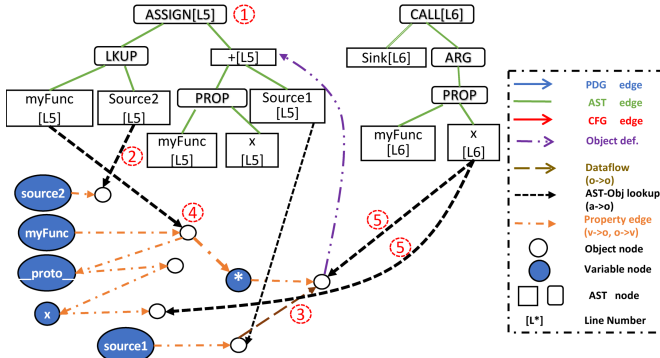 ASSIGN[L5]
1
CALL[L6]
LKUP
+[L5]
Sink[L6]
ARG
myFunc
[L5]
Source2
[L5]
PROP
Source1
[L5]
PROP
myFunc
[L5]
x
[L5]
myFunc
[L6]
x
[L6]
2
source2
4
myFunc
5
__proto__
*
5
x
3
source1
PDG edge
AST edge
CFG edge
Object def.
Dataflow
(o->o)
AST-Obj lookup
(a->o)
Property edge
(v->o, o->v)
Object node
Variable node
AST node
[L*] Line Number